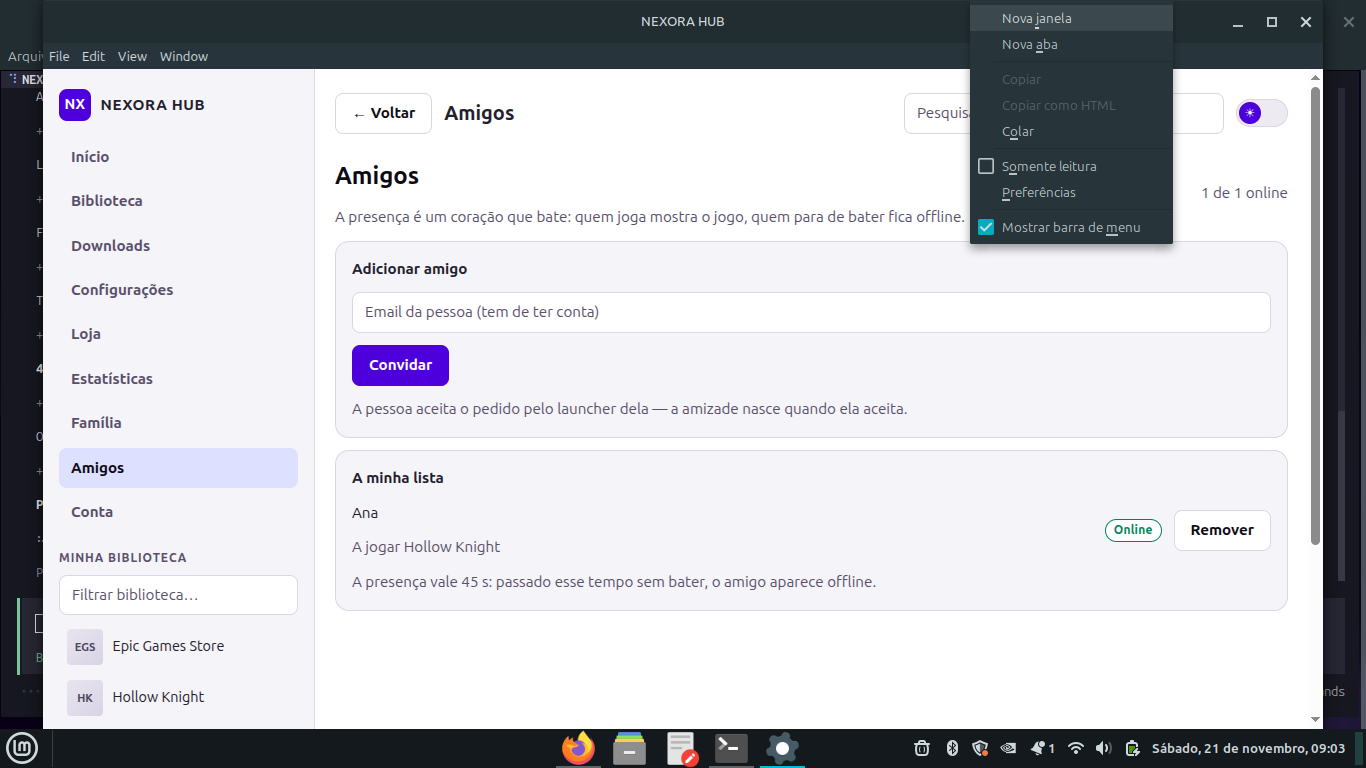 NEXORA HUB
Arquiv
File Edit View Window
NEX
NX NEXORA HUB
Início
Biblioteca
Downloads
Configurações
Loja
Estatísticas
Família
Amigos
Conta
MINHA BIBLIOTECA
Filtrar biblioteca…
EGS Epic Games Store
HK Hollow Knight
← Voltar
Amigos
Pesquisa
Amigos
1 de 1 online
A presença é um coração que bate: quem joga mostra o jogo, quem para de bater fica offline.
Adicionar amigo
Email da pessoa (tem de ter conta)
Convidar
A pessoa aceita o pedido pelo launcher dela — a amizade nasce quando ela aceita.
A minha lista
Ana
A jogar Hollow Knight
Online
Remover
A presença vale 45 s: passado esse tempo sem bater, o amigo aparece offline.
Nova janela
Nova aba
Copiar
Copiar como HTML
Colar
Somente leitura
Preferências
Mostrar barra de menu
nds
1
Sábado, 21 de novembro, 09:03